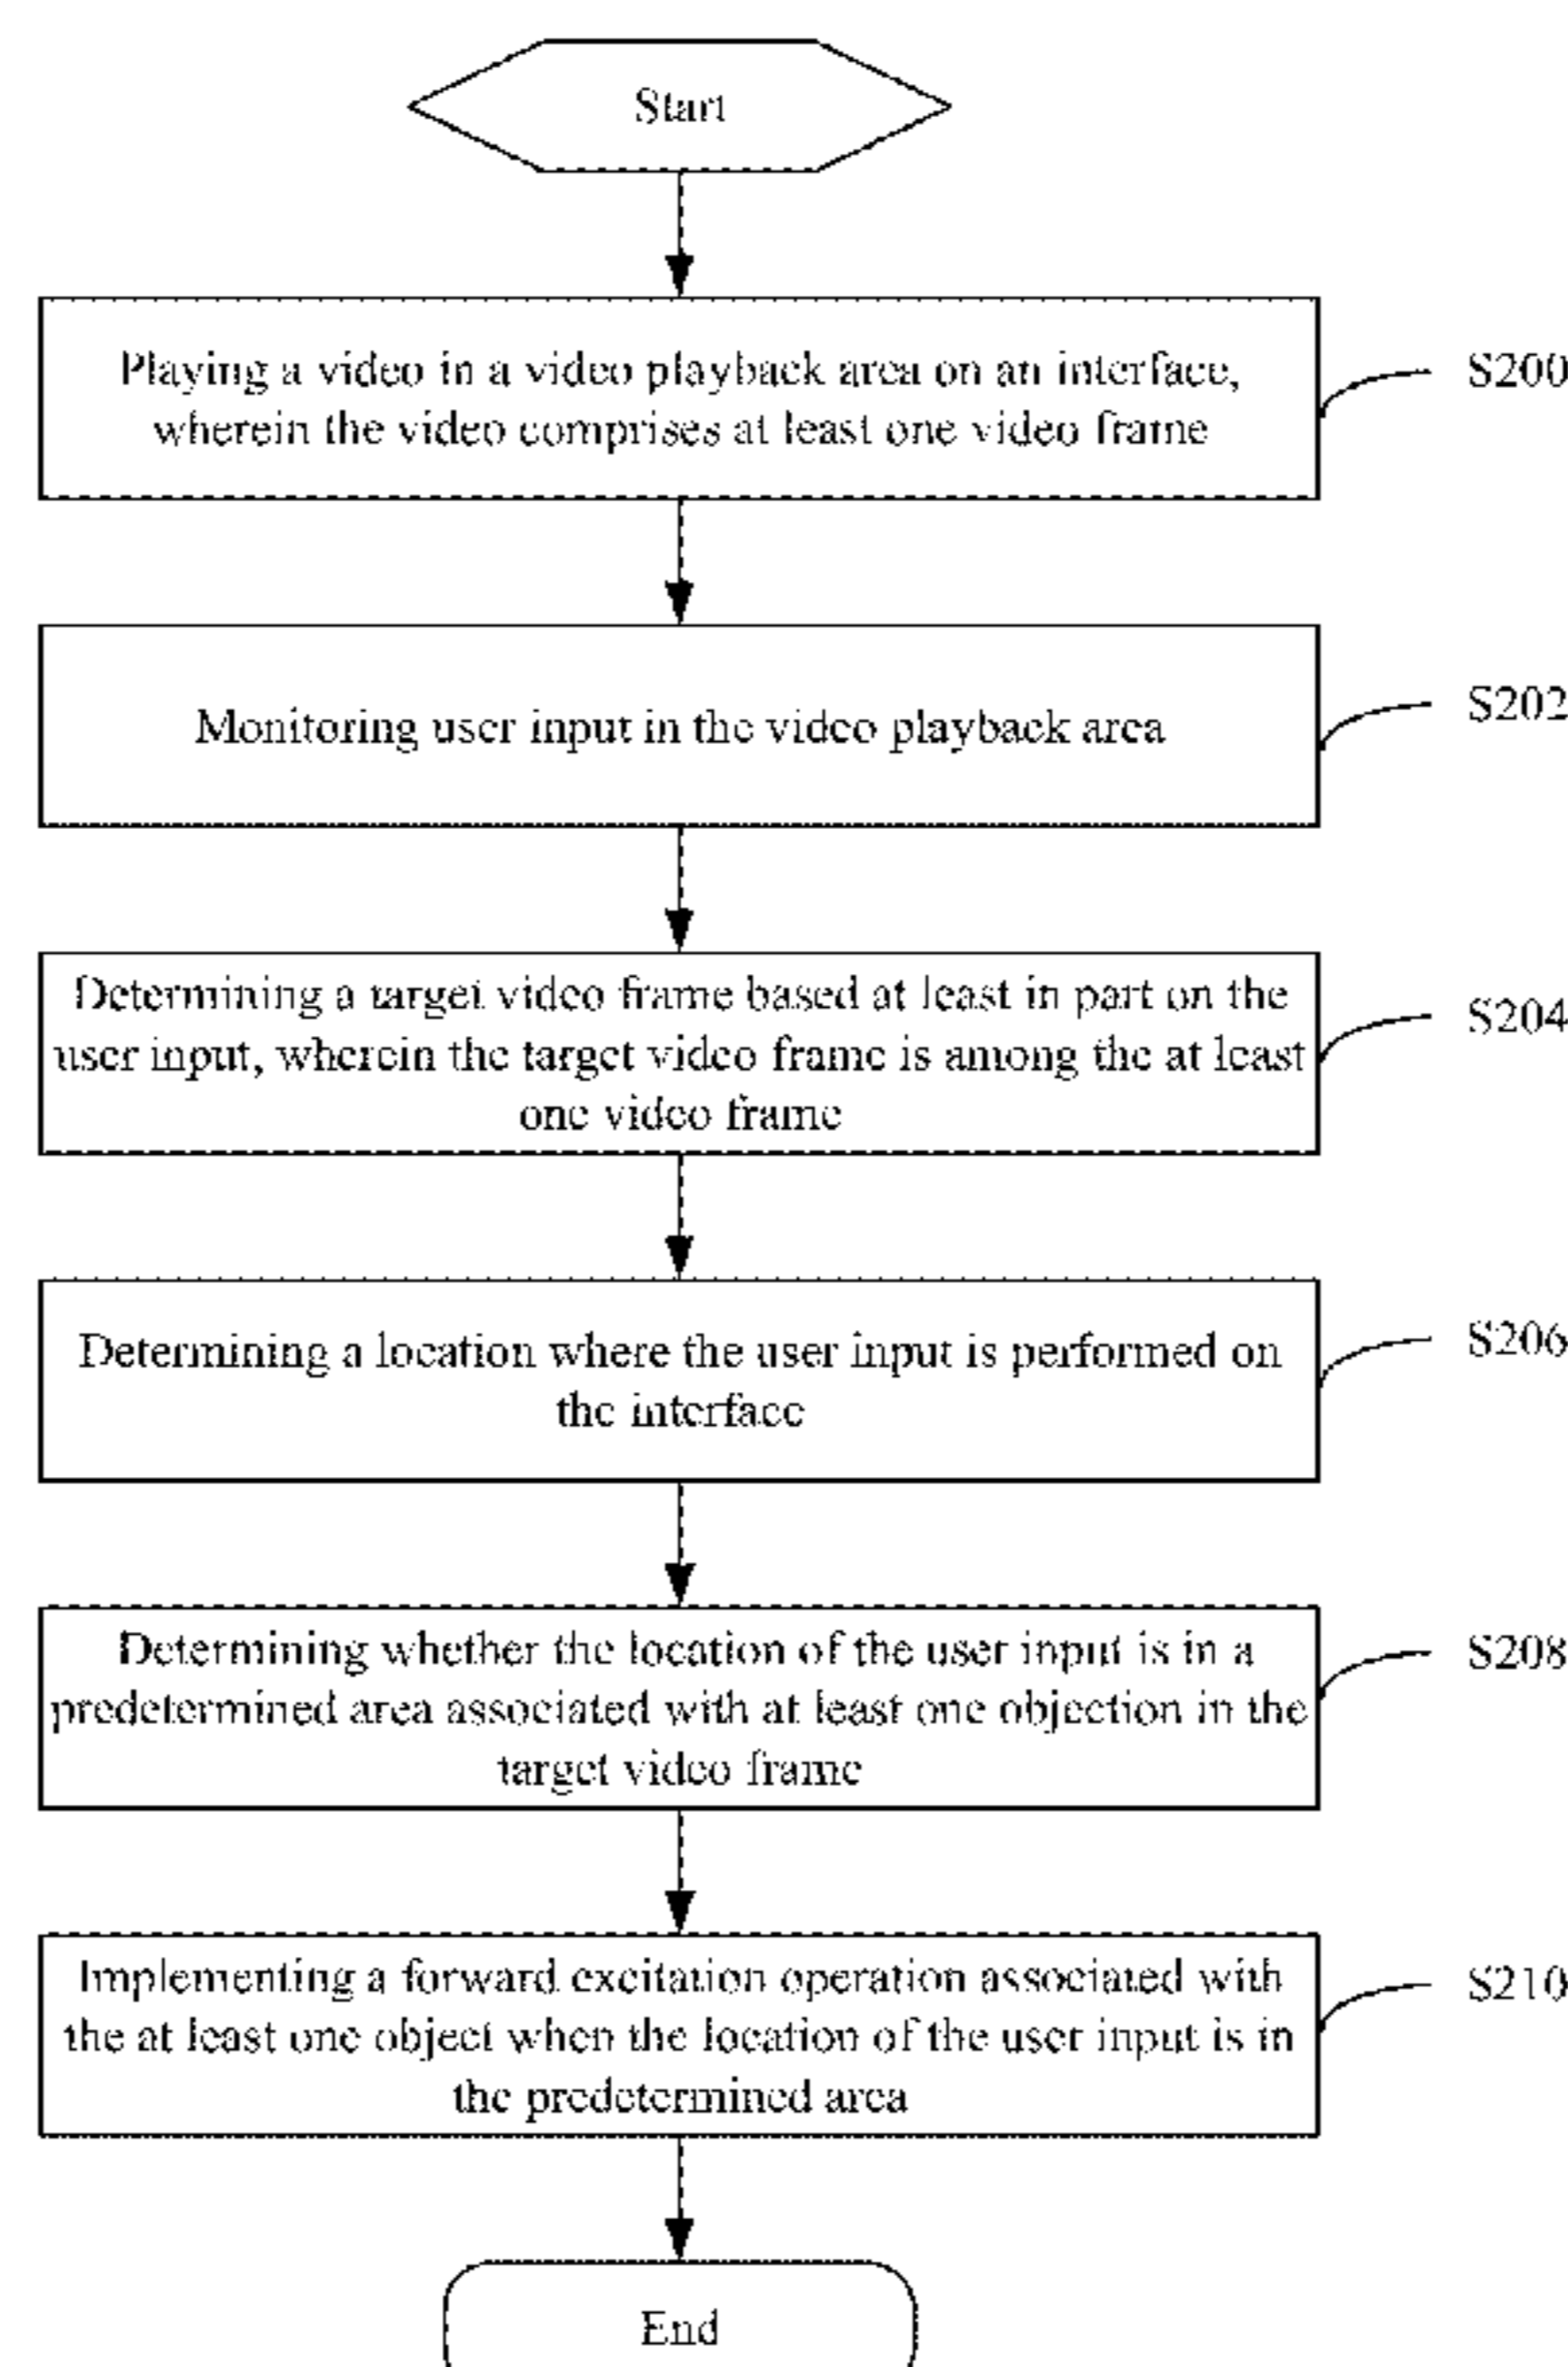 Start
Playing a video in a video playback area on an interface,
wherein the video comprises at least one video frame
S200
Monitoring user input in the video playback area
S202
Determining a target video frame based at least in part on the
user input, wherein the target video frame is among the at least
one video frame
S204
Determining a location where the user input is performed on
the interface
S206
Determining whether the location of the user input is in a
predetermined area associated with at least one objection in the
target video frame
S208
Implementing a forward excitation operation associated with
the at least one object when the location of the user input is in
the predetermined area
S210
End